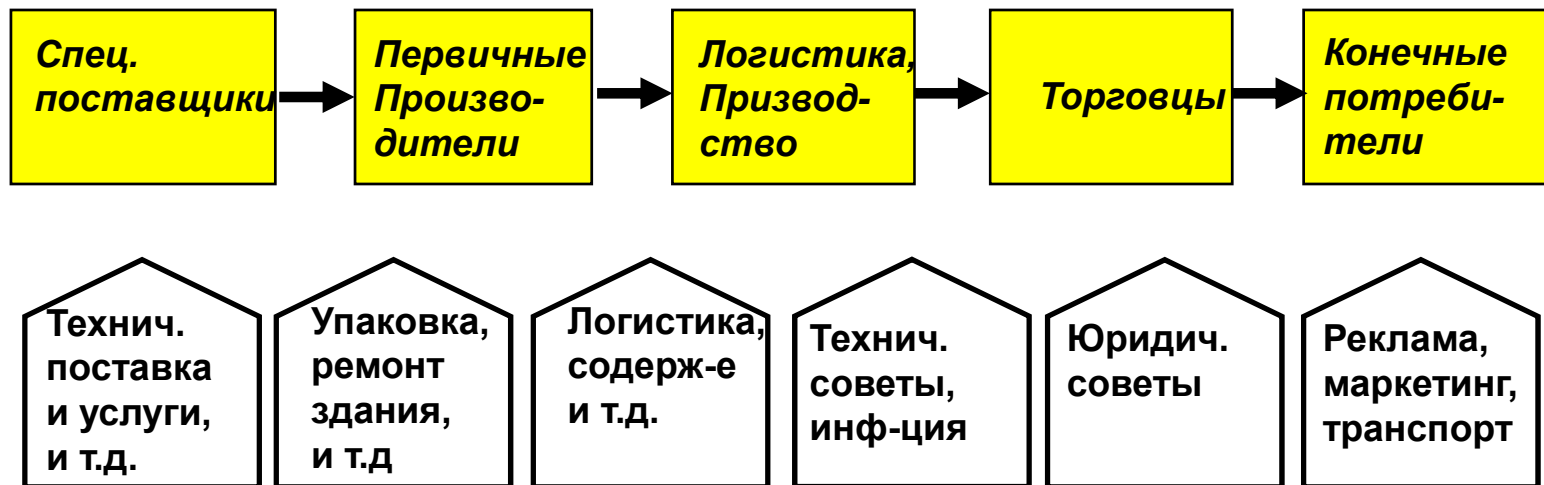 Спец.
поставщики
Первичные
Произво-
дители
Логистика,
Призвод-
ство
Торговцы
Конечные
потреби-
тели
Технич.
поставка
и услуги,
и т.д.
Упаковка,
ремонт
здания,
и т.д
Логистика,
содерж-е
и т.д.
Технич.
советы,
инф-ция
Юридич.
советы
Реклама,
маркетинг,
транспорт